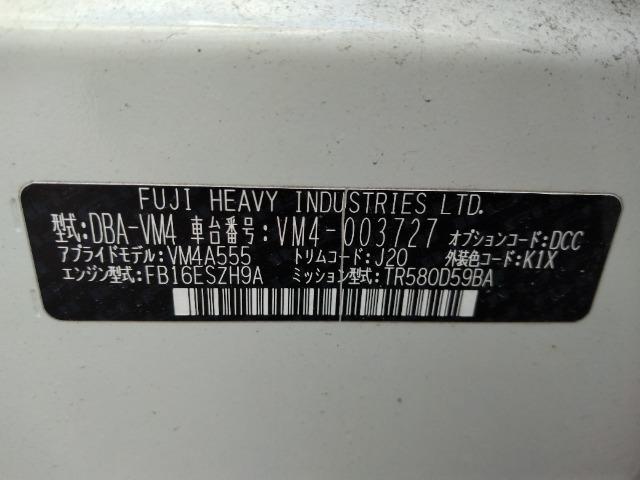 FUJI HEAVY INDUSTRIES LTD.
型式:DBA-VM4 車台番号:VM4-003727 オプションコード:DCC
アプライドモデル:VM4A555 トリムコード:J20 外装色コード:K1X
エンジン型式:FB16ESZH9A ミッション型式:TR580D59BA